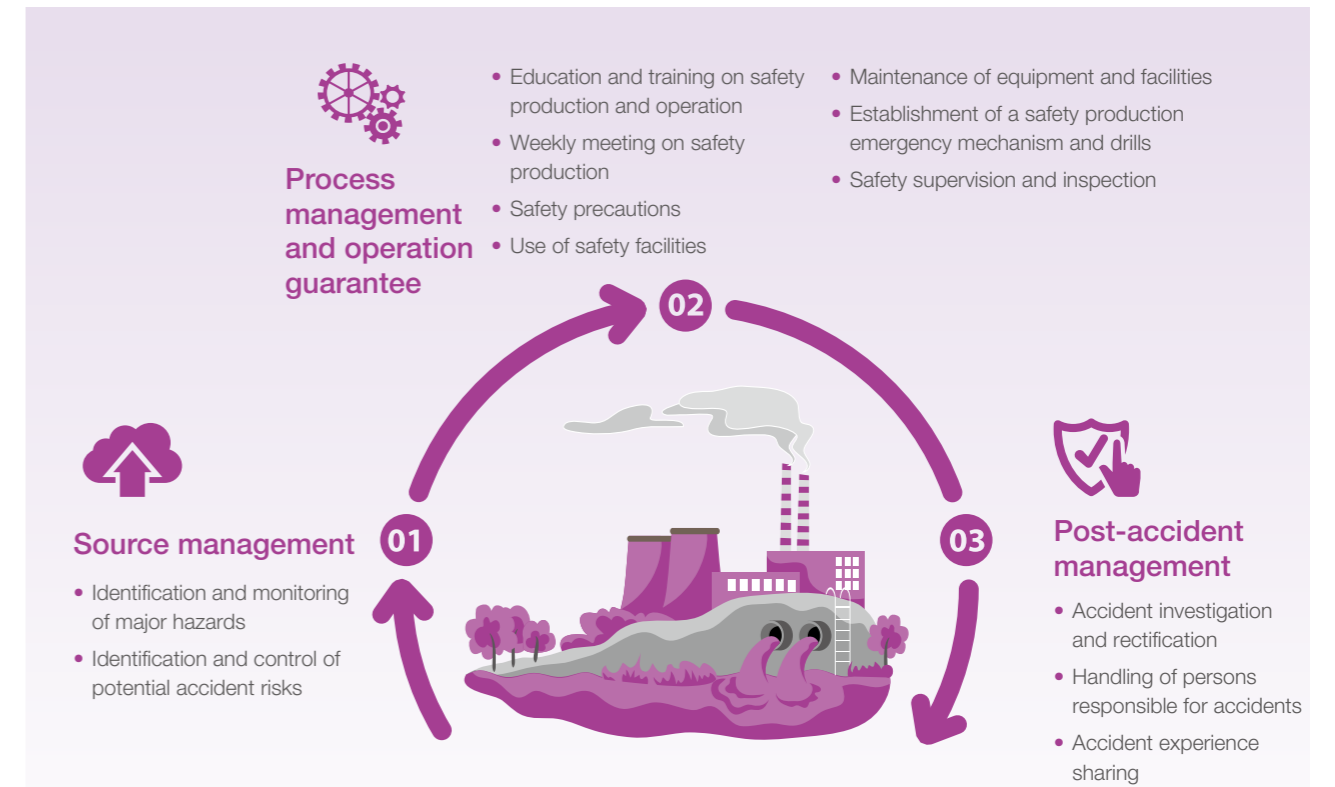 Process
management
and operation
guarantee
• Education and training on safety
production and operation
• Weekly meeting on safety
production
• Safety precautions
• Use of safety facilities
• Maintenance of equipment and facilities
• Establishment of a safety production
emergency mechanism and drills
• Safety supervision and inspection
02
Source management
01
• Identification and monitoring
of major hazards
• Identification and control of
potential accident risks
03
Post-accident
management
• Accident investigation
and rectification
• Handling of persons
responsible for accidents
• Accident experience
sharing